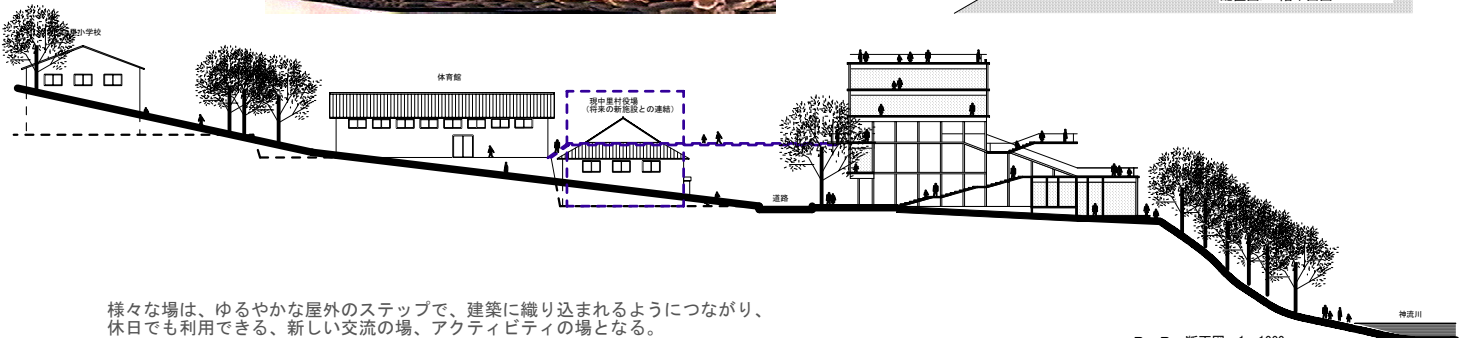 体育館
現中里村役場
(将来の新施設との連結)
道路
神流川
様々な場は、ゆるやかな屋外のステップで、建築に織り込まれるようにつながり、
休日でも利用できる、新しい交流の場、アクティビティの場となる。